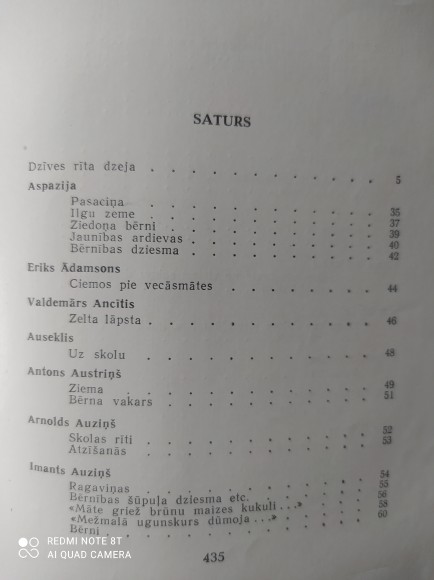 SATURS
Dzīves rīta dzeja . . . . . . . . . . . 5
Aspazija
Pasaciņa . . . . . . . . . . . 35
Ilgu zeme . . . . . . . . . . . 37
Ziedoņa bērni . . . . . . . . . . 39
Jaunības ardievas . . . . . . . . . 40
Bērnības dziesma . . . . . . . . . 42
Ēriks Ādamsons
Ciemos pie vecāsmātes . . . . . . . . 44
Valdemārs Ancītis
Zelta lāpsta . . . . . . . . . . 46
Auseklis
Uz skolu . . . . . . . . . . 48
Antons Austriņš
Ziema . . . . . . . . . . . 49
Bērna vakars . . . . . . . . . 51
Arnolds Auziņš
Skolas rīti . . . . . . . . . . 52
Atzīšanās . . . . . . . . . . 53
Imants Auziņš
Ragaviņas . . . . . . . . . . 54
Bērnības šūpuļa dziesma etc. . . . . . . 55
«Māte griež brūnu maizes kukuli . . .» . . . . 56
«Mežmalā ugunskurs dūmoja . . .» . . . . . 58
Bērni . . . . . . . . . . . 60
435
REDMI NOTE 8T
AI QUAD CAMERA